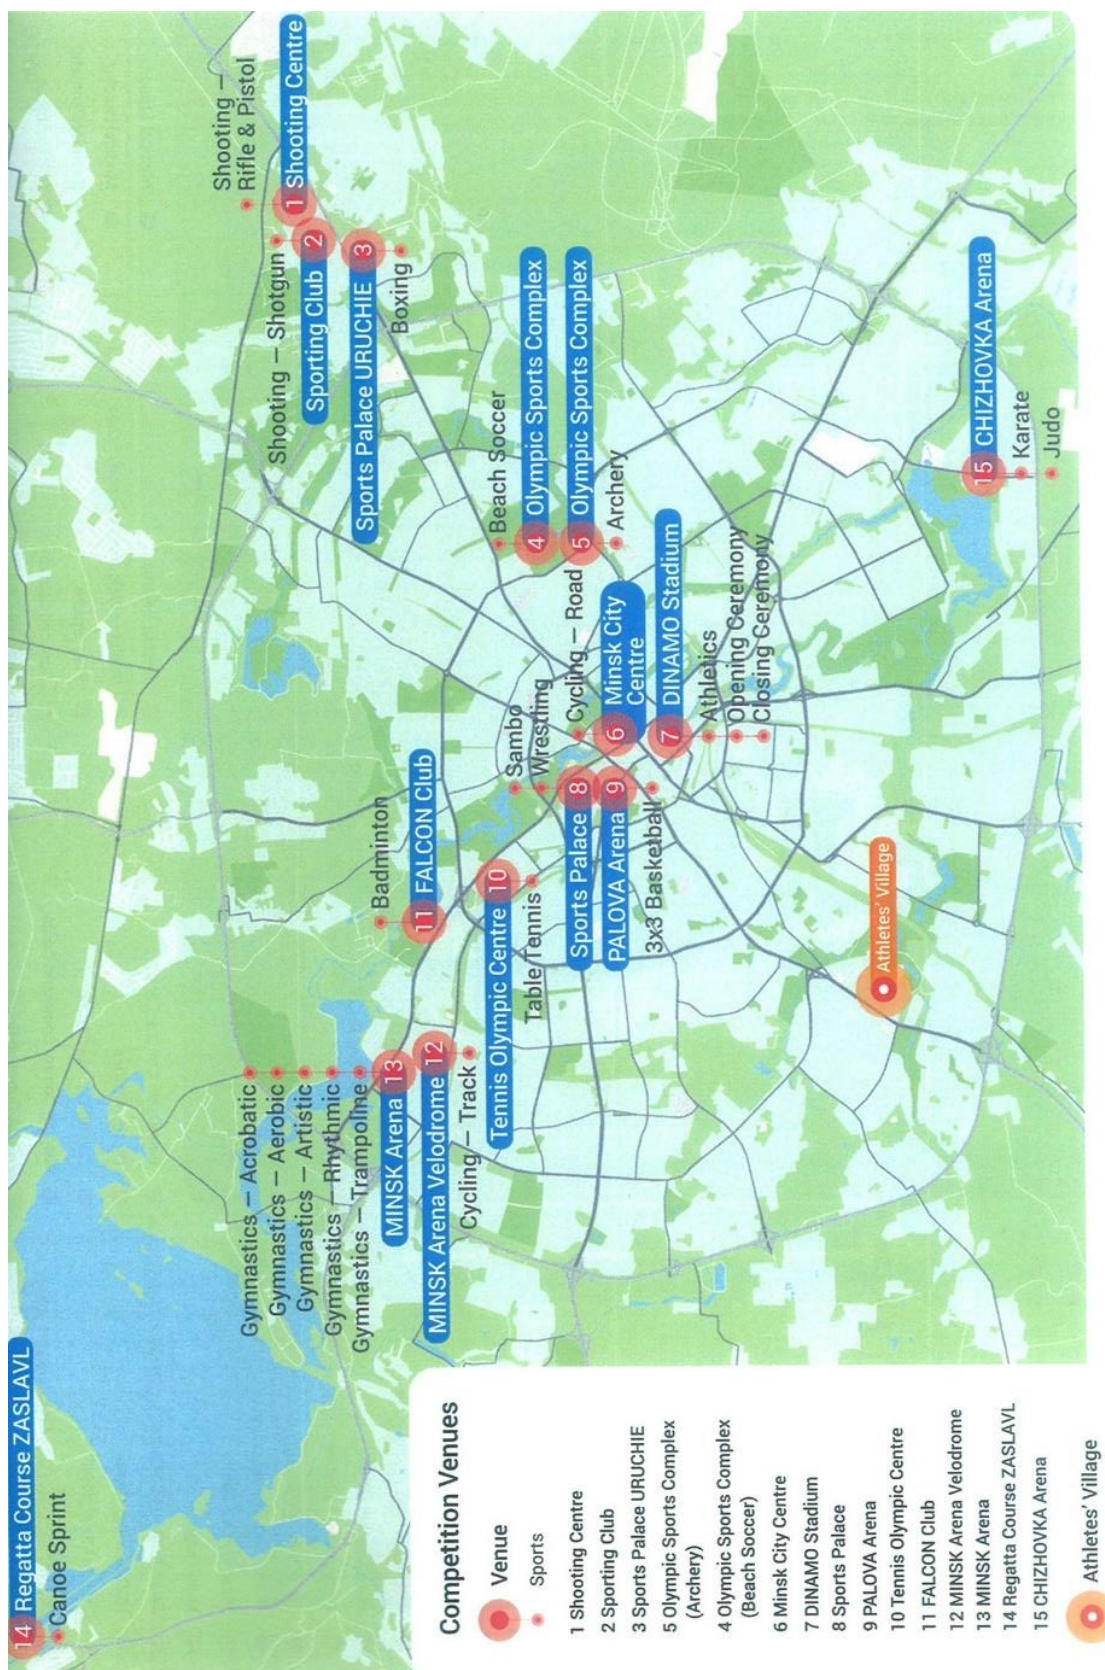 14 Regatta Course ZASLAVL
Canoe Sprint
Gymnastics – Acrobatic
Gymnastics – Aerobic
Gymnastics – Artistic
Gymnastics – Rhythmic
Gymnastics – Trampoline
MINSK Arena 13
MINSK Arena Velodrome 12
Cycling – Track
Badminton
11 FALCON Club
Tennis Olympic Centre 10
Table Tennis
Sambo
Wrestling
Sports Palace 8
PALOVA Arena 9
3x3 Basketball
Cycling – Road
6 Minsk City
Centre
7 DINAMO Stadium
Athletics
Opening Ceremony
Closing Ceremony
Beach Soccer
4 Olympic Sports Complex
5 Olympic Sports Complex
Archery
Shooting –
Rifle & Pistol
1 Shooting Centre
Shooting – Shotgun
Sporting Club 2
Sports Palace URUCHIE 3
Boxing
15 CHIZHOVKA Arena
Karate
Judo
Athletes' Village
Competition Venues
Venue
Sports
1 Shooting Centre
2 Sporting Club
3 Sports Palace URUCHIE
5 Olympic Sports Complex
(Archery)
4 Olympic Sports Complex
(Beach Soccer)
6 Minsk City Centre
7 DINAMO Stadium
8 Sports Palace
9 PALOVA Arena
10 Tennis Olympic Centre
11 FALCON Club
12 MINSK Arena Velodrome
13 MINSK Arena
14 Regatta Course ZASLAVL
15 CHIZHOVKA Arena
Athletes' Village